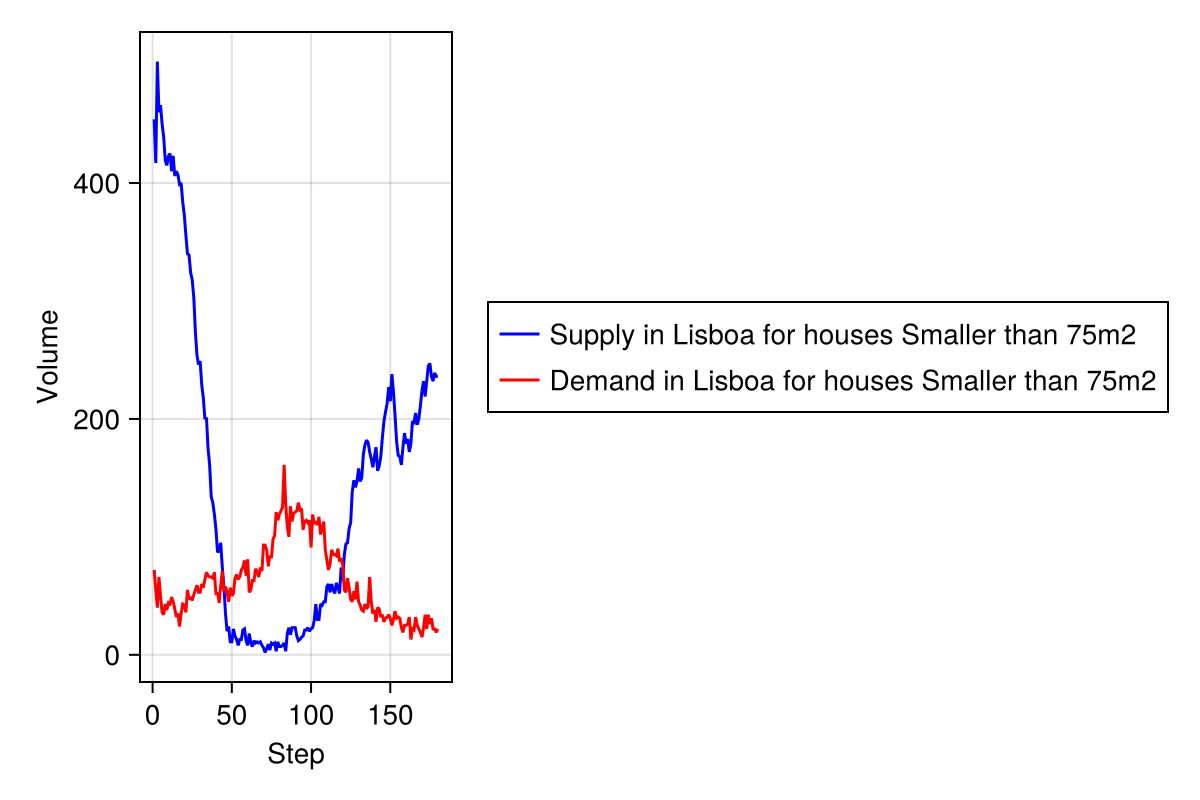 Volume
400
200
0
0 50 100 150
Step
Supply in Lisboa for houses Smaller than 75m2
Demand in Lisboa for houses Smaller than 75m2